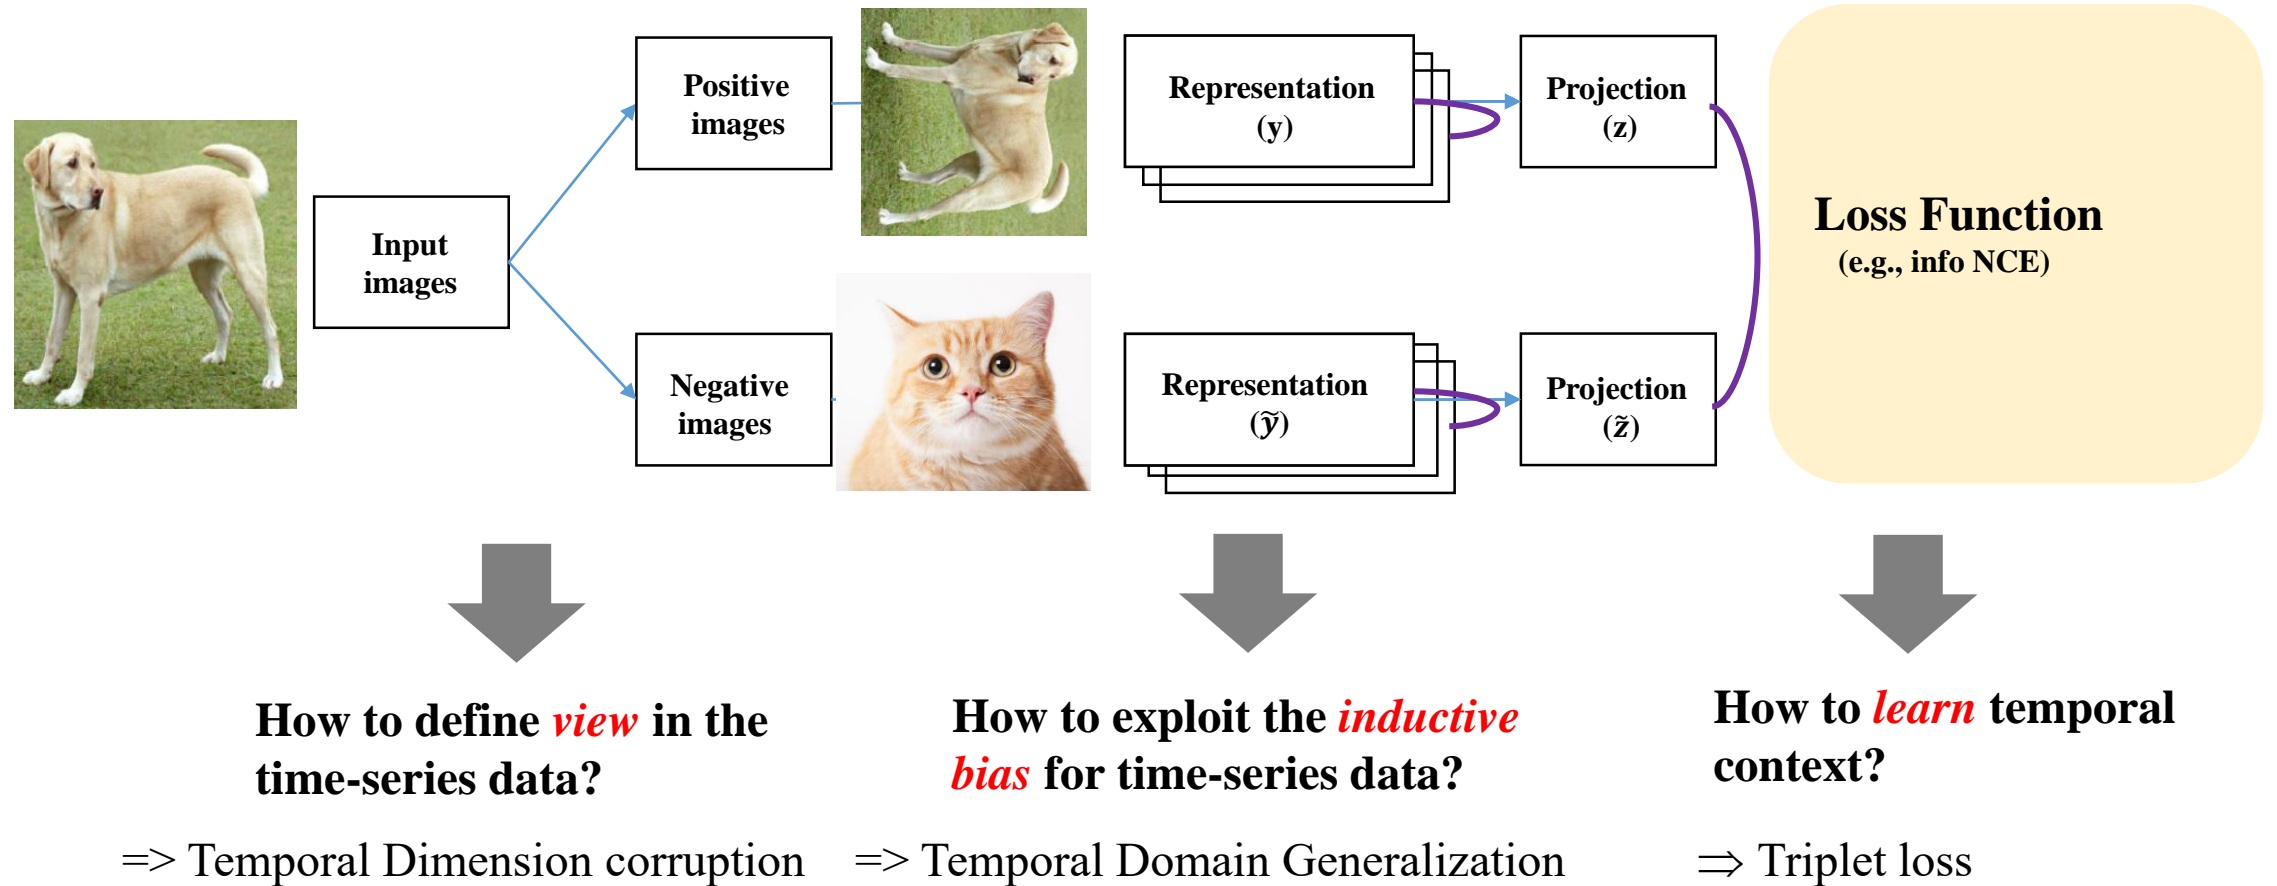 Input
images
Positive
images
Negative
images
Representation
(y)
Projection
(z)
Representation
(ỹ)
Projection
(z̃)
Loss Function
(e.g., info NCE)
How to define view in the
time-series data?
=> Temporal Dimension corruption
How to exploit the inductive
bias for time-series data?
=> Temporal Domain Generalization
How to learn temporal
context?
⇒ Triplet loss